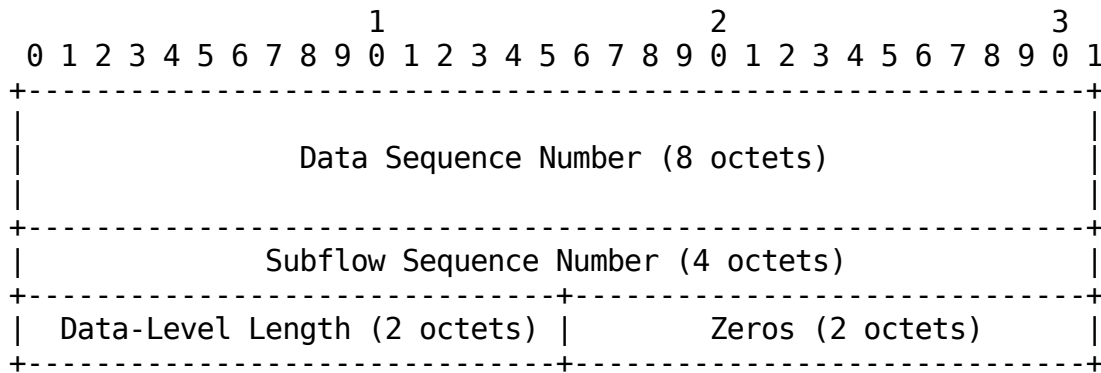 1                   2                   3
 0 1 2 3 4 5 6 7 8 9 0 1 2 3 4 5 6 7 8 9 0 1 2 3 4 5 6 7 8 9 0 1
+--------------------------------------------------------------+
|                                                              |
|                Data Sequence Number (8 octets)               |
|                                                              |
+--------------------------------------------------------------+
|              Subflow Sequence Number (4 octets)              |
+-------------------------------+------------------------------+
|  Data-Level Length (2 octets) |        Zeros (2 octets)      |
+-------------------------------+------------------------------+